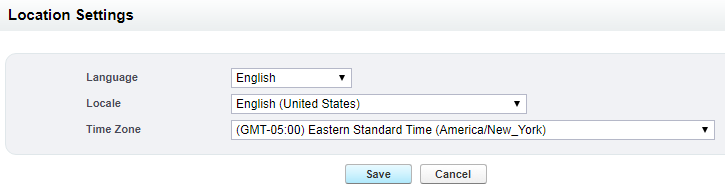 Location Settings
Language English
Locale English (United States)
Time Zone (GMT-05:00) Eastern Standard Time (America/New_York)
Save Cancel